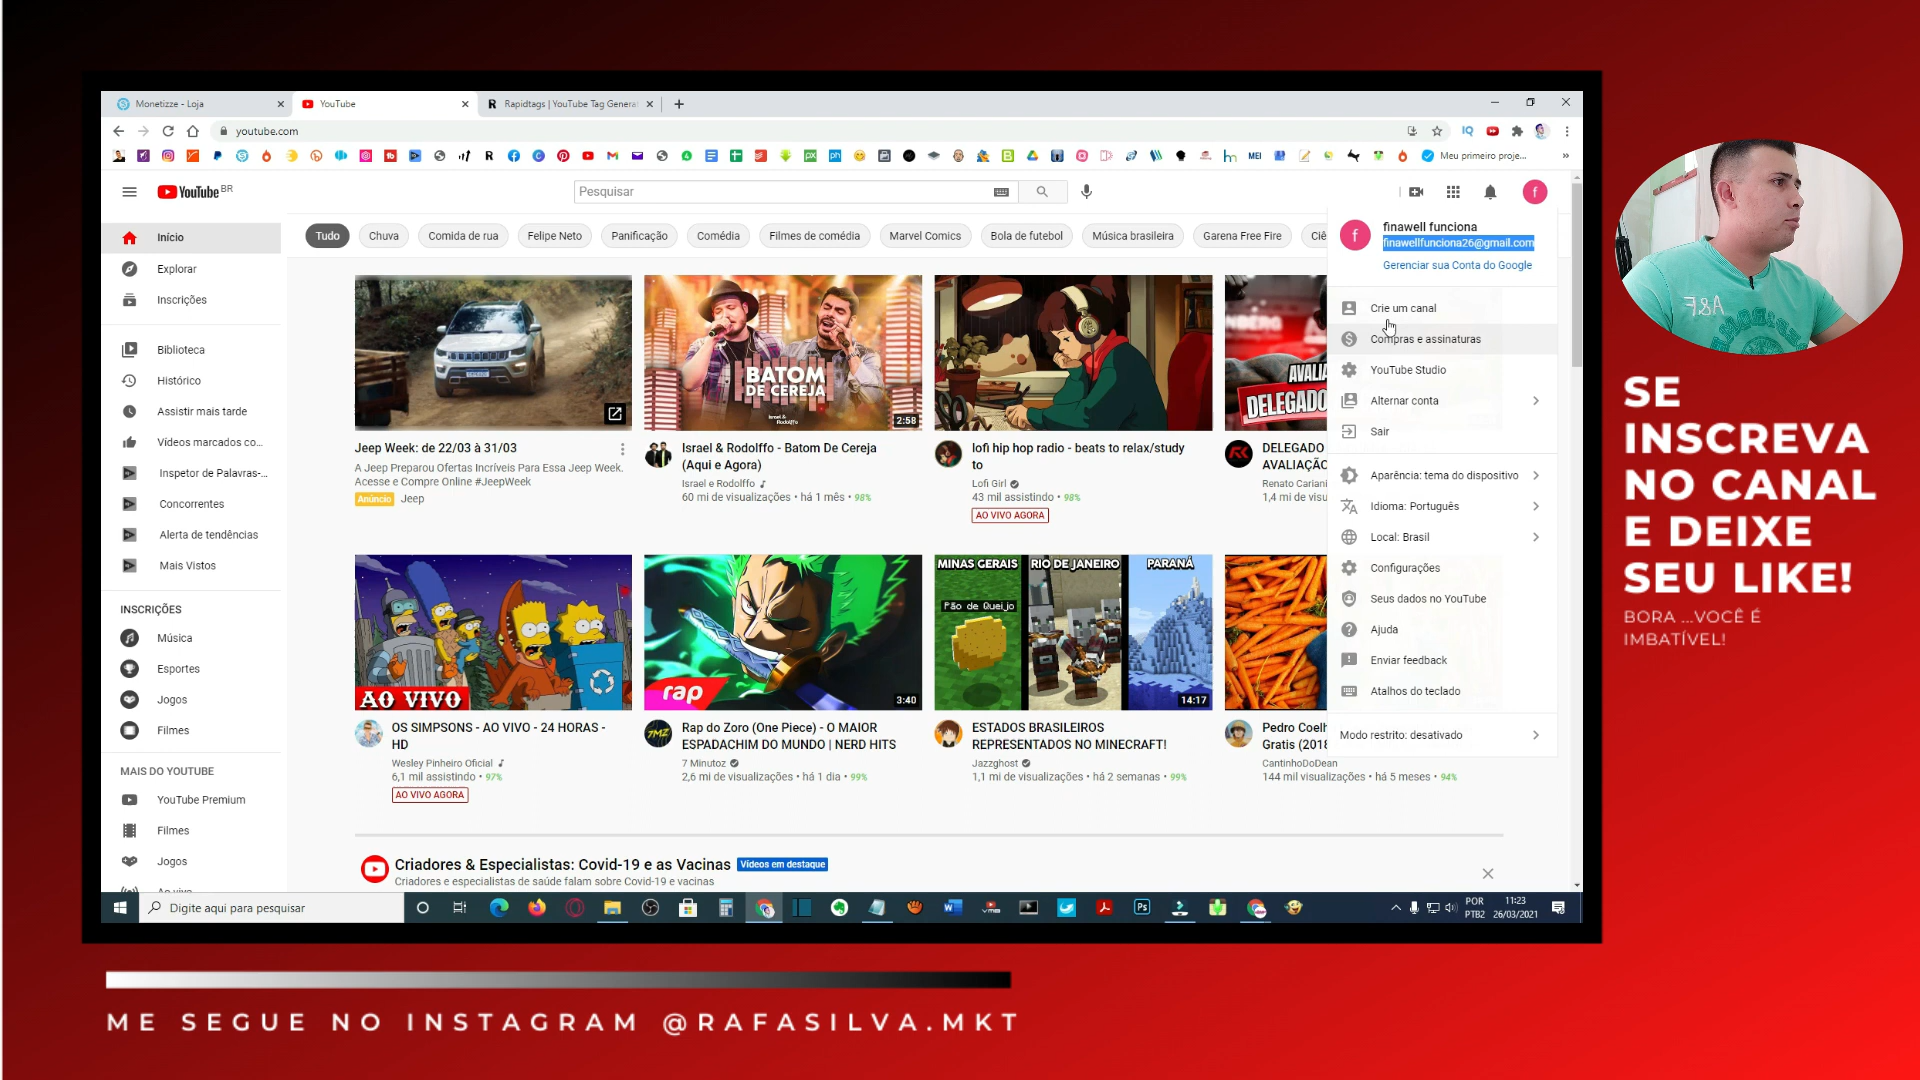 Monetizze - Loja
YouTube
Rapidtags | YouTube Tag Generat
youtube.com
IQ
MEI
Meu primeiro proje...
YouTube BR
Pesquisar
Início
Explorar
Inscrições
Biblioteca
Histórico
Assistir mais tarde
Vídeos marcados co...
Inspetor de Palavras-...
Concorrentes
Alerta de tendências
Mais Vistos
INSCRIÇÕES
Música
Esportes
Jogos
Filmes
MAIS DO YOUTUBE
YouTube Premium
Filmes
Jogos
Ao vivo
Tudo
Chuva
Comida de rua
Felipe Neto
Panificação
Comédia
Filmes de comédia
Marvel Comics
Bola de futebol
Música brasileira
Garena Free Fire
Ciê
BATOM
DE CEREJA
2:58
AVALIA
DELEGADO
Jeep Week: de 22/03 à 31/03
A Jeep Preparou Ofertas Incríveis Para Essa Jeep Week.
Acesse e Compre Online #JeepWeek
Anúncio Jeep
Israel & Rodolffo - Batom De Cereja
(Aqui e Agora)
Israel e Rodolffo
60 mi de visualizações • há 1 mês • 98%
lofi hip hop radio - beats to relax/study
to
Lofi Girl
43 mil assistindo • 98%
AO VIVO AGORA
DELEGADO
AVALIAÇÃ
Renato Cariani
1,4 mi de visu
AO VIVO
rap
3:40
MINAS GERAIS
RIO DE JANEIRO
PARANÁ
Pão de Queijo
14:17
OS SIMPSONS - AO VIVO - 24 HORAS -
HD
Wesley Pinheiro Oficial
6,1 mil assistindo • 97%
AO VIVO AGORA
7MZ
Rap do Zoro (One Piece) - O MAIOR
ESPADACHIM DO MUNDO | NERD HITS
7 Minutoz
2,6 mi de visualizações • há 1 dia • 99%
ESTADOS BRASILEIROS
REPRESENTADOS NO MINECRAFT!
Jazzghost
1,1 mi de visualizações • há 2 semanas • 99%
Pedro Coelh
Gratis (2018
CantinhoDoDean
144 mil visualizações • há 5 meses • 94%
Criadores & Especialistas: Covid-19 e as Vacinas
Vídeos em destaque
Criadores e especialistas de saúde falam sobre Covid-19 e vacinas
f
f
finawell funciona
finawellfunciona26@gmail.com
Gerenciar sua Conta do Google
Crie um canal
Compras e assinaturas
YouTube Studio
Alternar conta
Sair
Aparência: tema do dispositivo
Idioma: Português
Local: Brasil
Configurações
Seus dados no YouTube
Ajuda
Enviar feedback
Atalhos do teclado
Modo restrito: desativado
Digite aqui para pesquisar
POR
PTB2
11:23
26/03/2021
A&F
SE
INSCREVA
NO CANAL
E DEIXE
SEU LIKE!
BORA ...VOCÊ É
IMBATÍVEL!
ME SEGUE NO INSTAGRAM @RAFASILVA.MKT